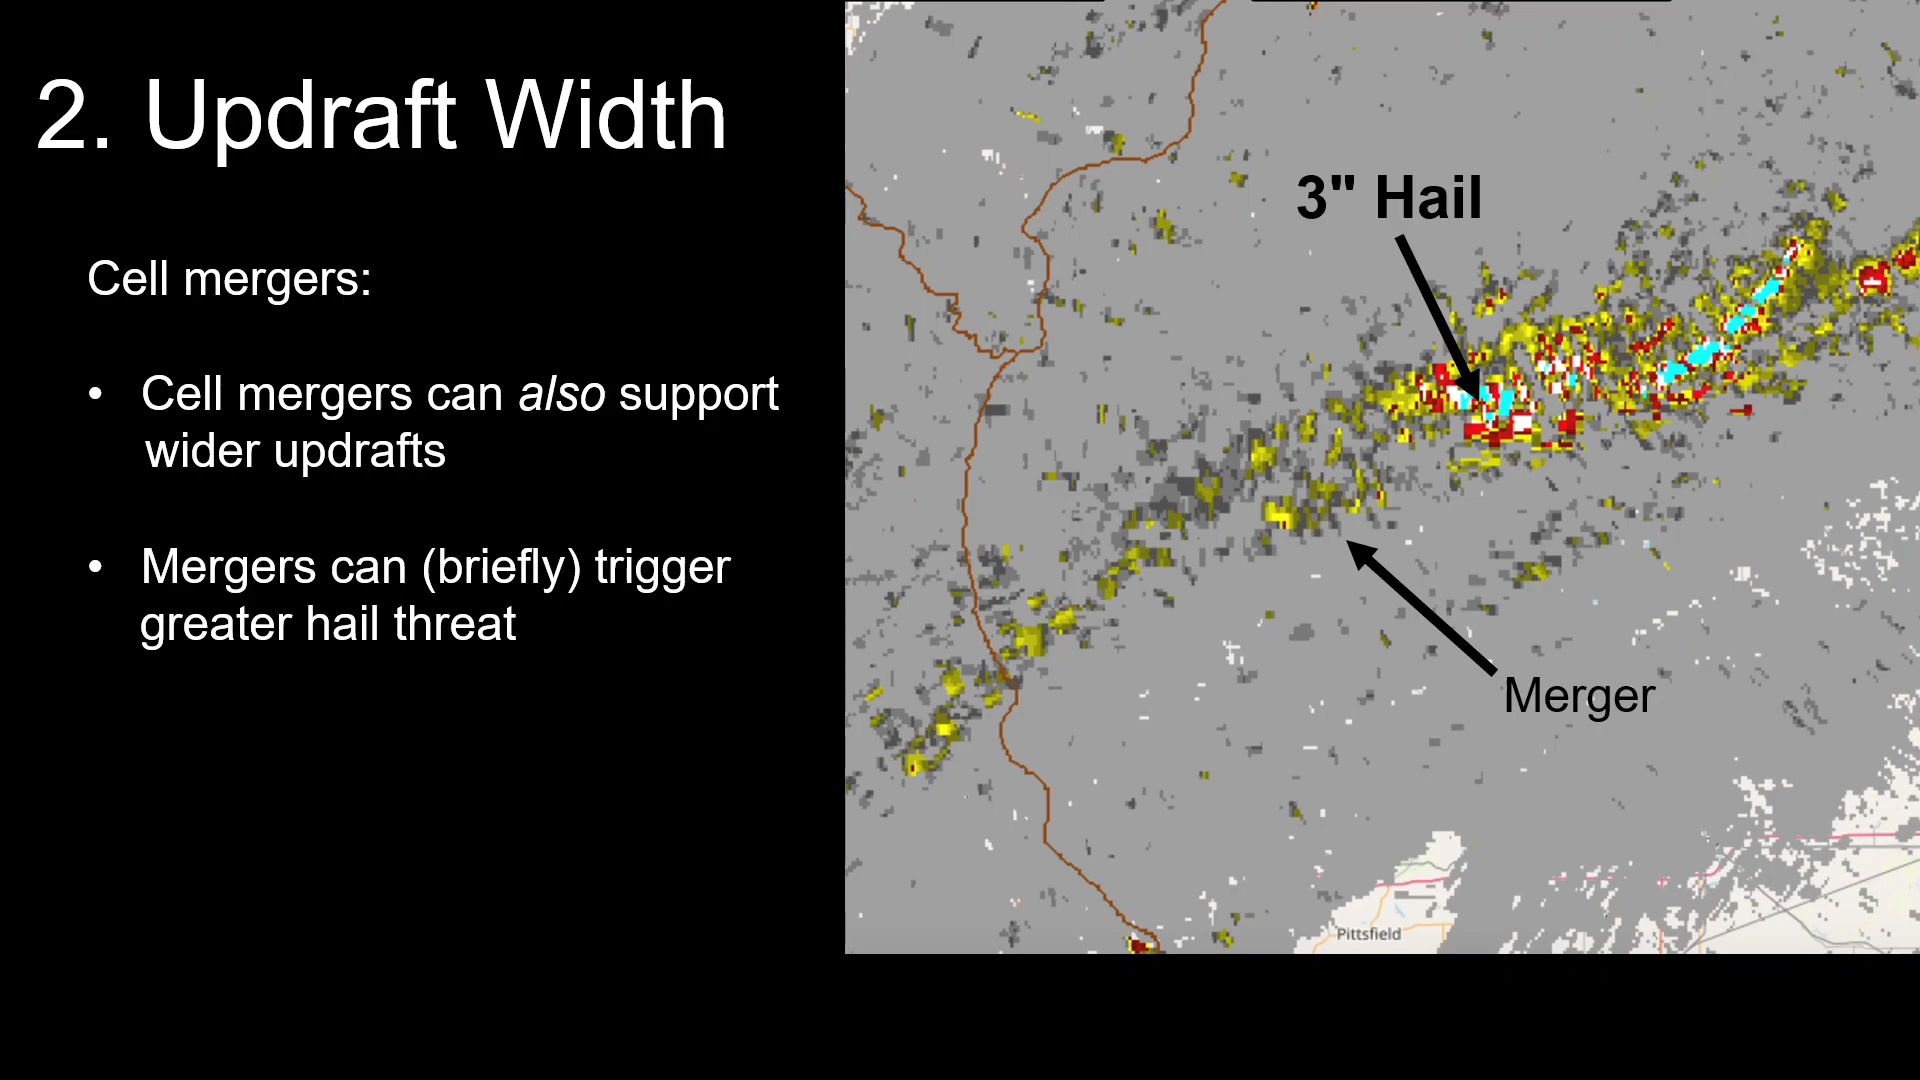 2. Updraft Width
Cell mergers:
• Cell mergers can also support
wider updrafts
• Mergers can (briefly) trigger
greater hail threat
3" Hail
Merger
Pittsfield